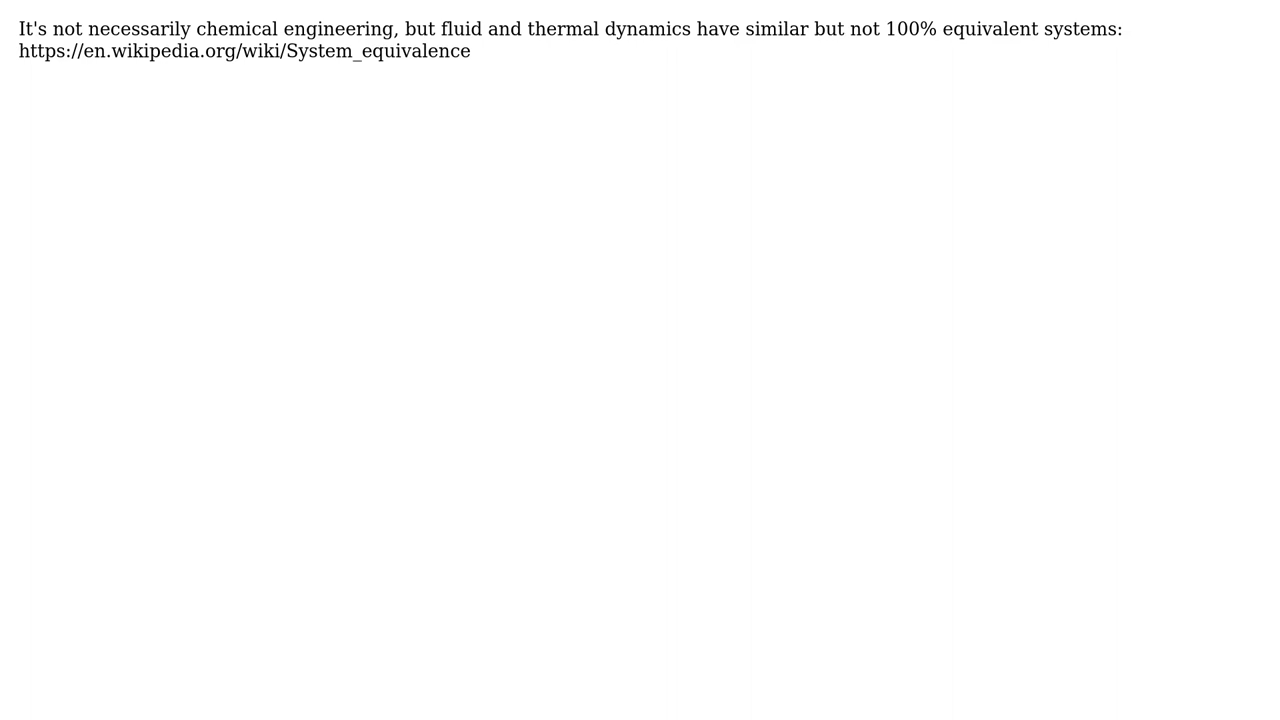 It's not necessarily chemical engineering, but fluid and thermal dynamics have similar but not 100% equivalent systems:
https://en.wikipedia.org/wiki/System_equivalence